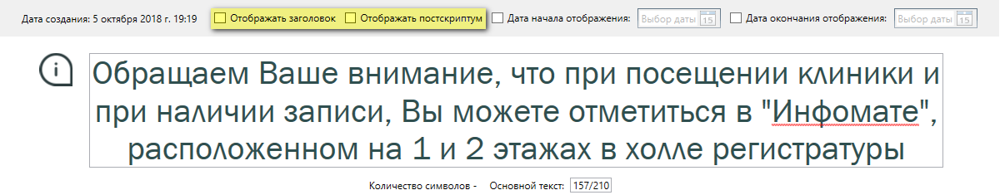 Дата создания: 5 октября 2018 г. 19:19 Отображать заголовок Отображать постскриптум Дата начала отображения: Выбор даты 15 Дата окончания отображения: Выбор даты 15
Обращаем Ваше внимание, что при посещении клиники и
при наличии записи, Вы можете отметиться в "Инфомате",
расположенном на 1 и 2 этажах в холле регистратуры
Количество символов - Основной текст: 157/210